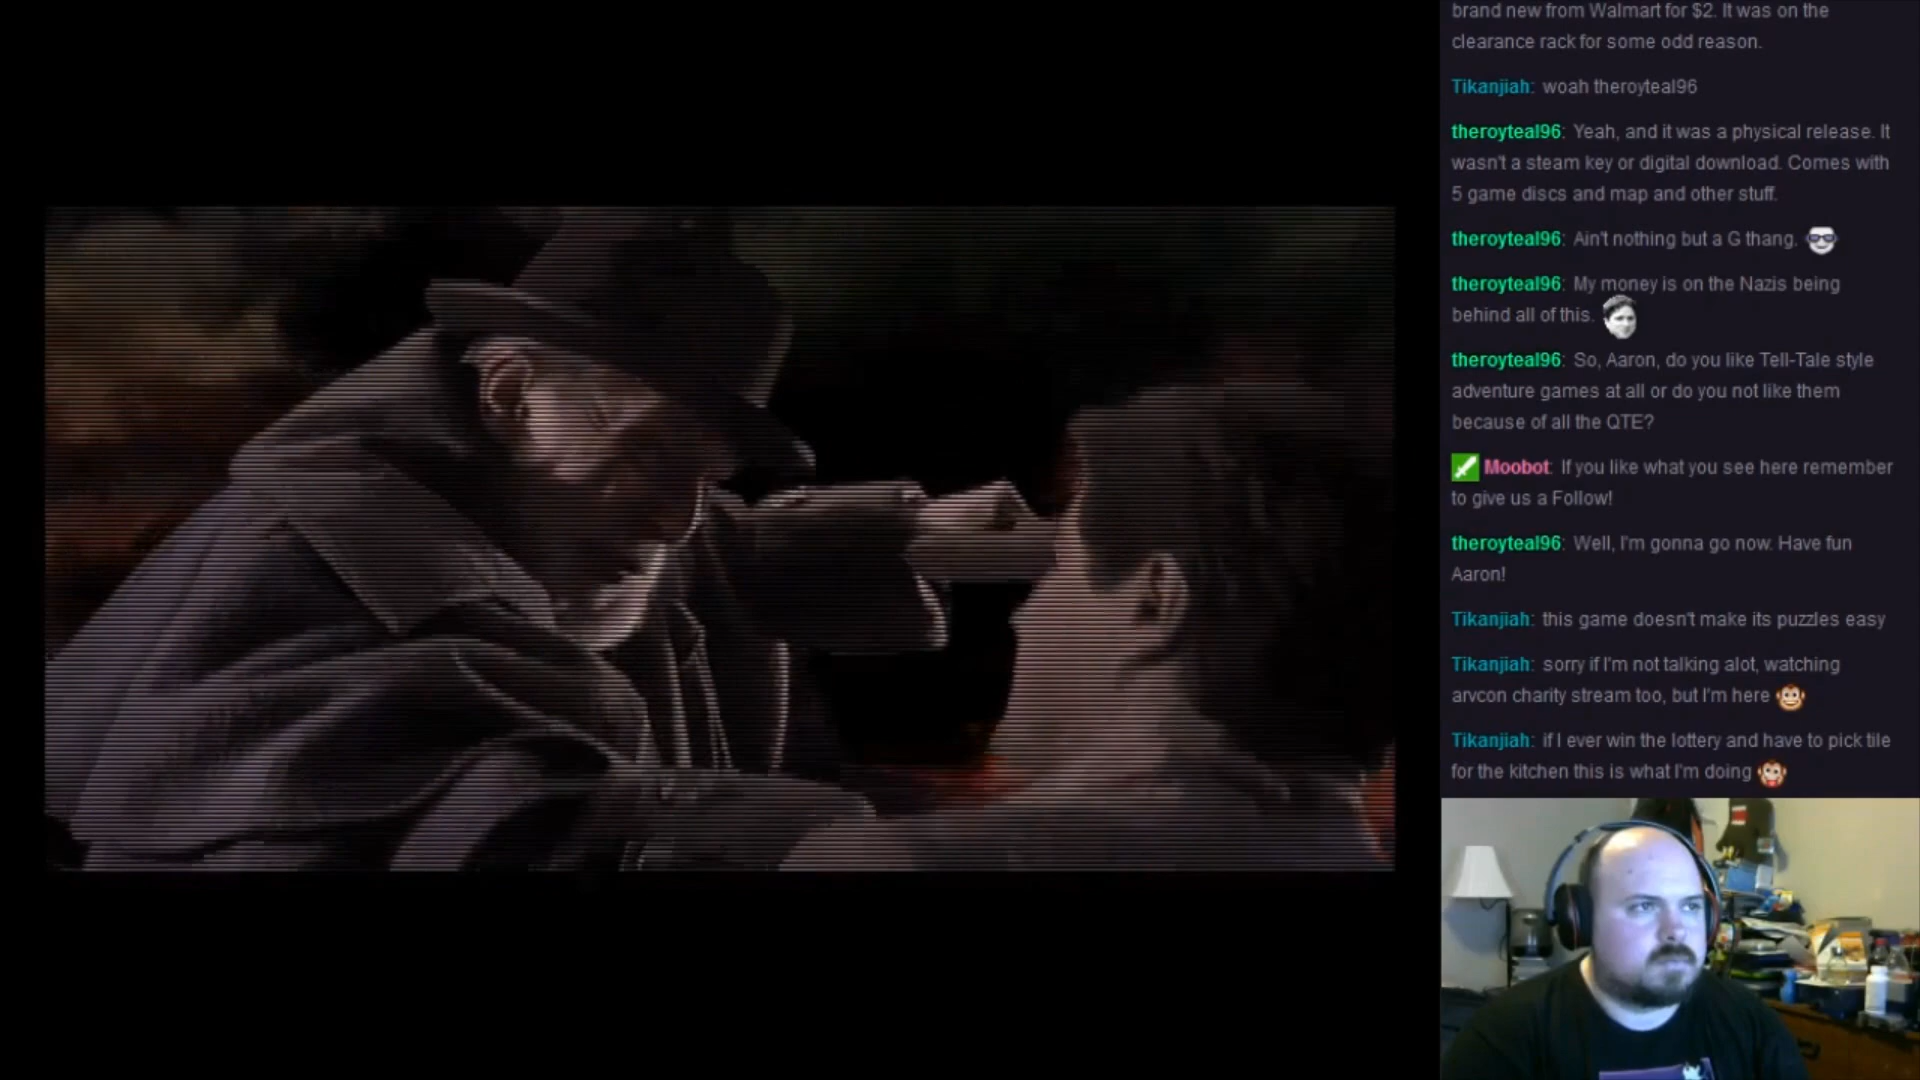 brand new from Walmart for $2. It was on the
clearance rack for some odd reason.
Tikanjiah: woah theroyteal96
theroyteal96: Yeah, and it was a physical release. It
wasn't a steam key or digital download. Comes with
5 game discs and map and other stuff.
theroyteal96: Ain't nothing but a G thang.
theroyteal96: My money is on the Nazis being
behind all of this.
theroyteal96: So, Aaron, do you like Tell-Tale style
adventure games at all or do you not like them
because of all the QTE?
Moobot: If you like what you see here remember
to give us a Follow!
theroyteal96: Well, I'm gonna go now. Have fun
Aaron!
Tikanjiah: this game doesn't make its puzzles easy
Tikanjiah: sorry if I'm not talking alot, watching
arvcon charity stream too, but I'm here
Tikanjiah: if I ever win the lottery and have to pick tile
for the kitchen this is what I'm doing